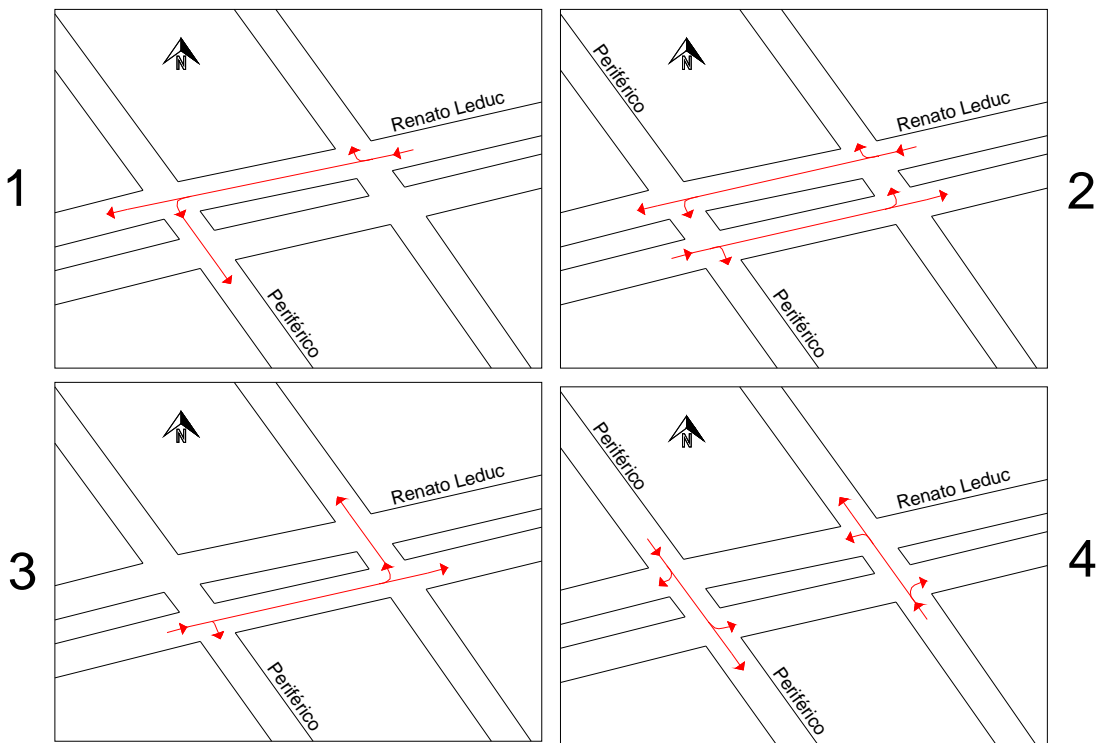 1
N
Renato Leduc
Periférico
2
Periférico
N
Renato Leduc
Periférico
3
N
Renato Leduc
Periférico
4
Periférico
N
Renato Leduc
Periférico